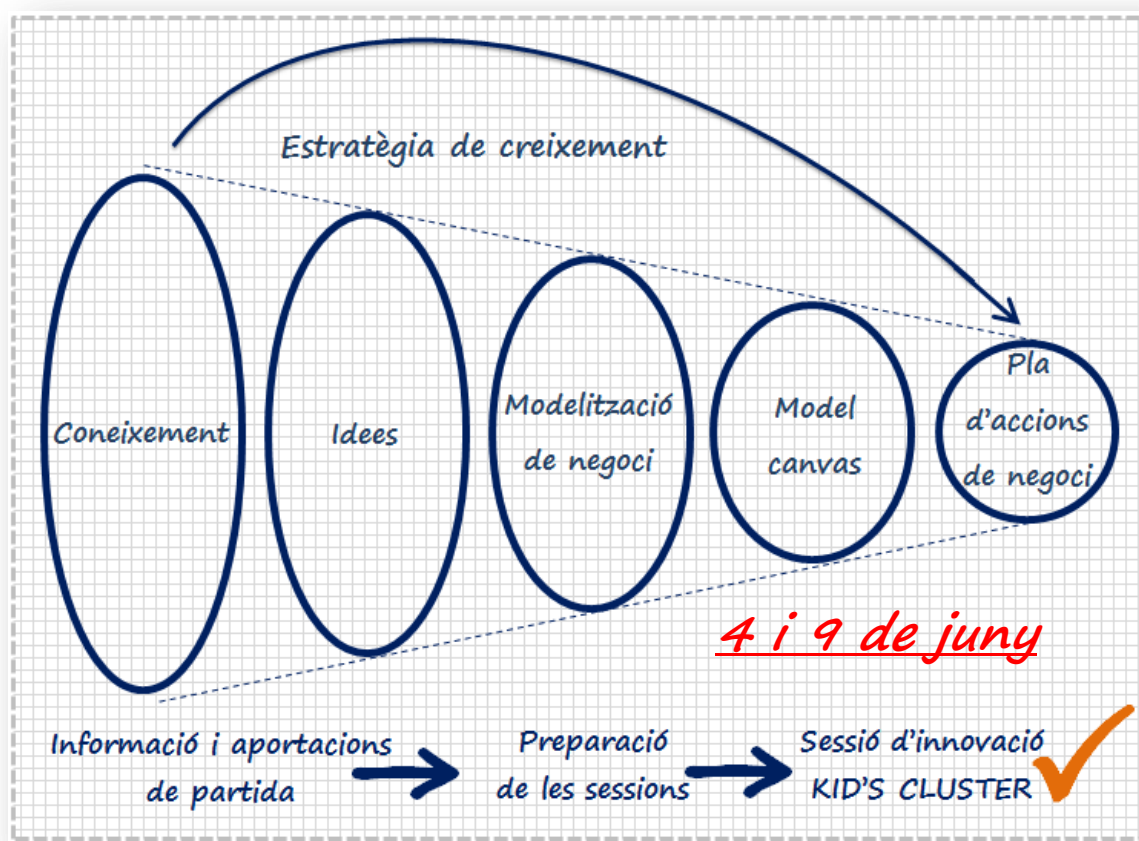 Estratègia de creixement
Coneixement
Idees
Modelització
de negoci
Model
canvas
Pla
d'accions
de negoci
4 i 9 de juny
Informació i aportacions
de partida
Preparació
de les sessions
Sessió d'innovació
KID'S CLUSTER